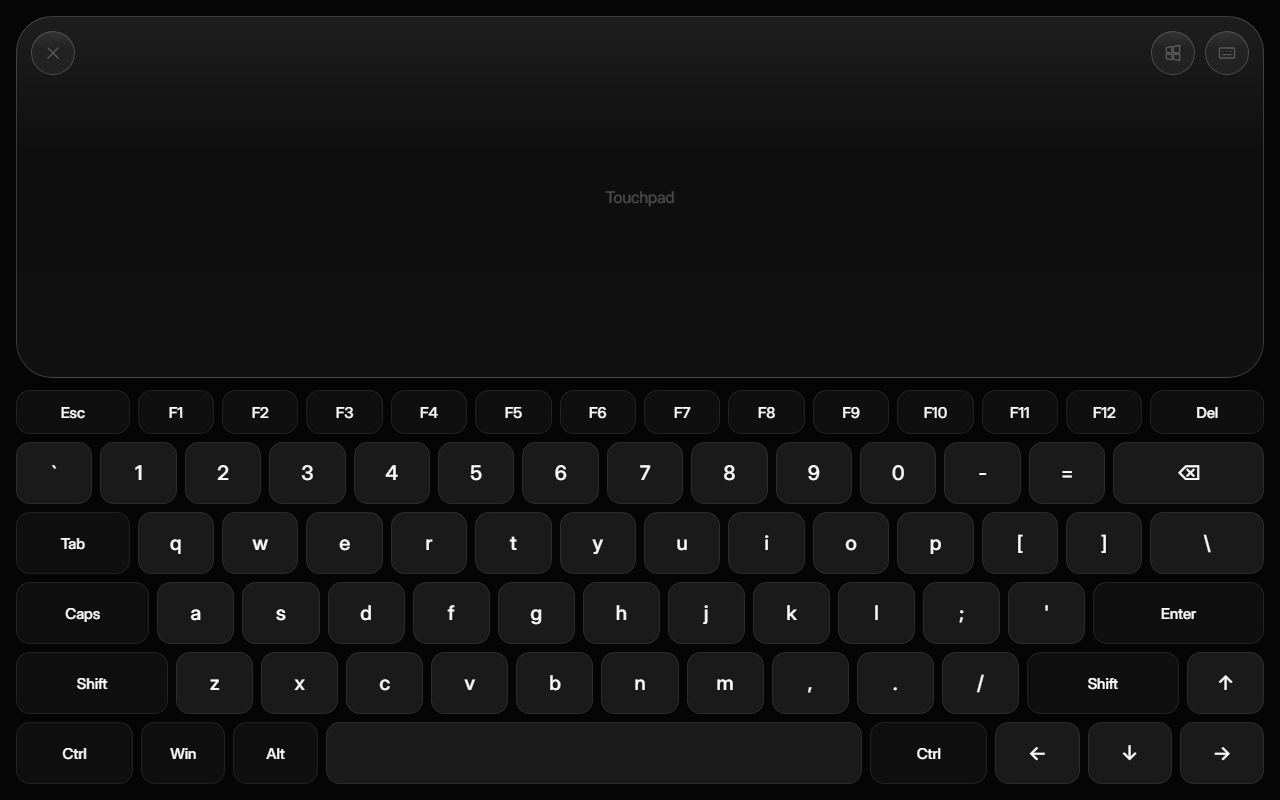 Touchpad
Esc F1 F2 F3 F4 F5 F6 F7 F8 F9 F10 F11 F12 Del
` 1 2 3 4 5 6 7 8 9 0 - =
Tab q w e r t y u i o p [ ] \
Caps a s d f g h j k l ; ' Enter
Shift z x c v b n m , . / Shift ↑
Ctrl Win Alt Ctrl ← ↓ →